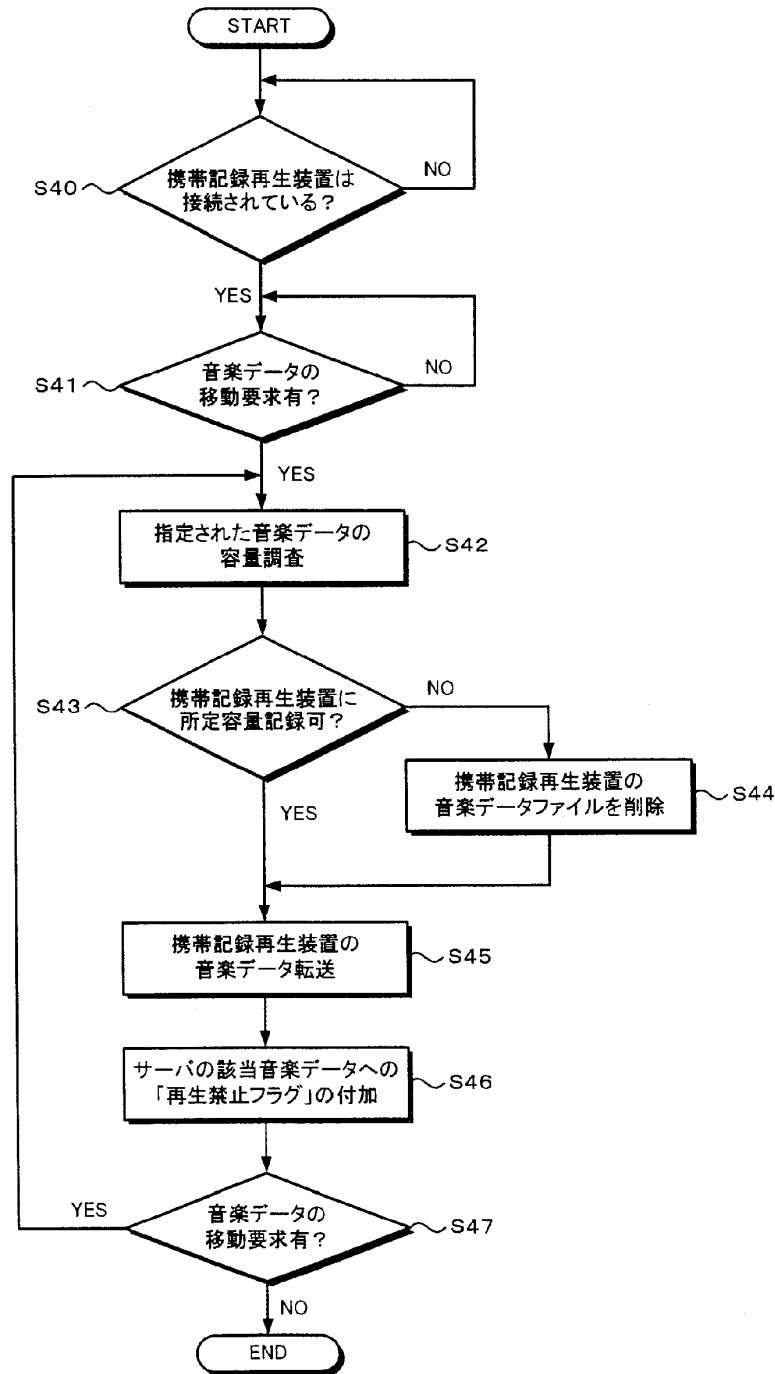 START
S40
携帯記録再生装置は
接続されている?
NO
YES
S41
音楽データの
移動要求有?
NO
YES
指定された音楽データの
容量調査
S42
S43
携帯記録再生装置に
所定容量記録可?
NO
YES
携帯記録再生装置の
音楽データファイルを削除
S44
携帯記録再生装置の
音楽データ転送
S45
サーバの該当音楽データへの
「再生禁止フラグ」の付加
S46
YES
音楽データの
移動要求有?
S47
NO
END